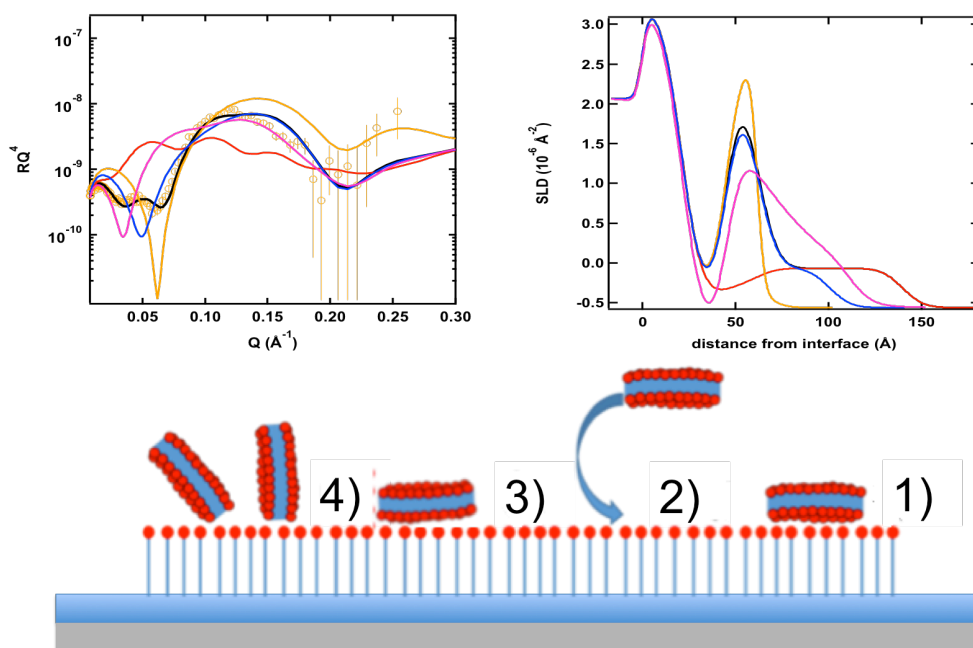 10⁻⁷
10⁻⁸
10⁻⁹
10⁻¹⁰
RQ⁴
0.05 0.10 0.15 0.20 0.25 0.30
Q (Å⁻¹)
3.0
2.5
2.0
1.5
1.0
0.0
-0.5
SLD (10⁻⁶ Å⁻²)
0 50 100 150
distance from interface (Å)
4) 3) 2) 1)